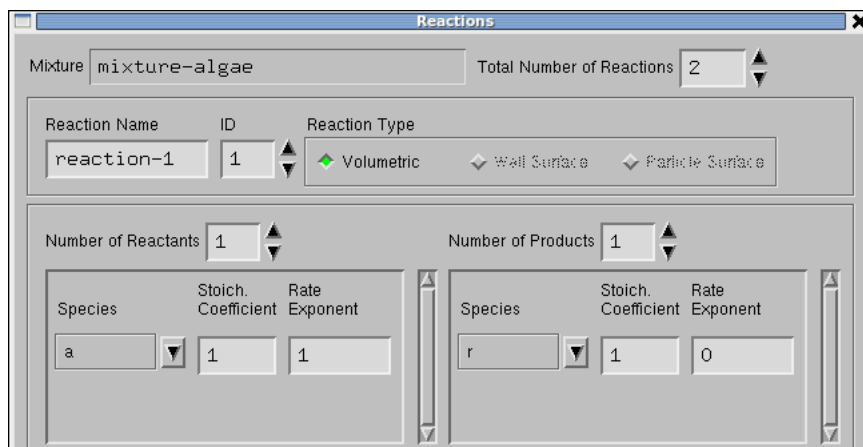 Reactions
Mixture mixture-algae Total Number of Reactions 2
Reaction Name ID Reaction Type
reaction-1 1 Volumetric Wall Surface Particle Surface
Number of Reactants 1 Number of Products 1
Stoich. Rate Stoich. Rate
Species Coefficient Exponent Species Coefficient Exponent
a 1 1 r 1 0